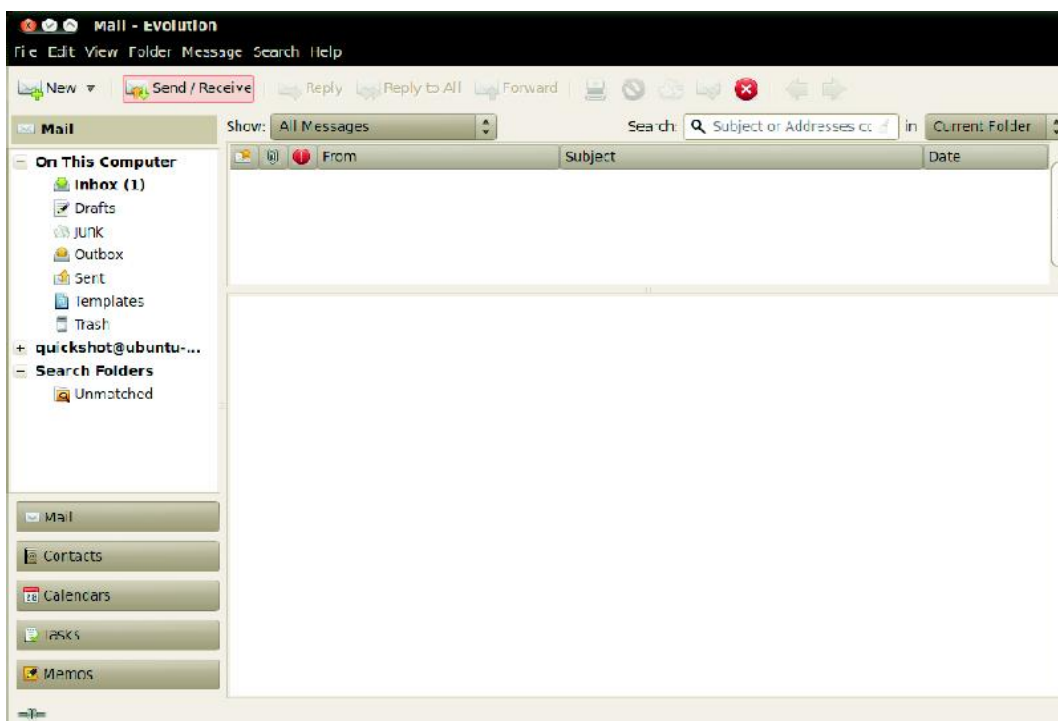 Mail - Evolution
File Edit View Folder Message Search Help
New Send / Receive Reply Reply to All Forward
Mail
Show: All Messages Search: Subject or Addresses co in Current Folder
From Subject Date
On This Computer
Inbox (1)
Drafts
Junk
Outbox
Sent
Templates
Trash
quickshot@ubuntu-...
Search Folders
Unmatched
Mail
Contacts
Calendars
Tasks
Memos